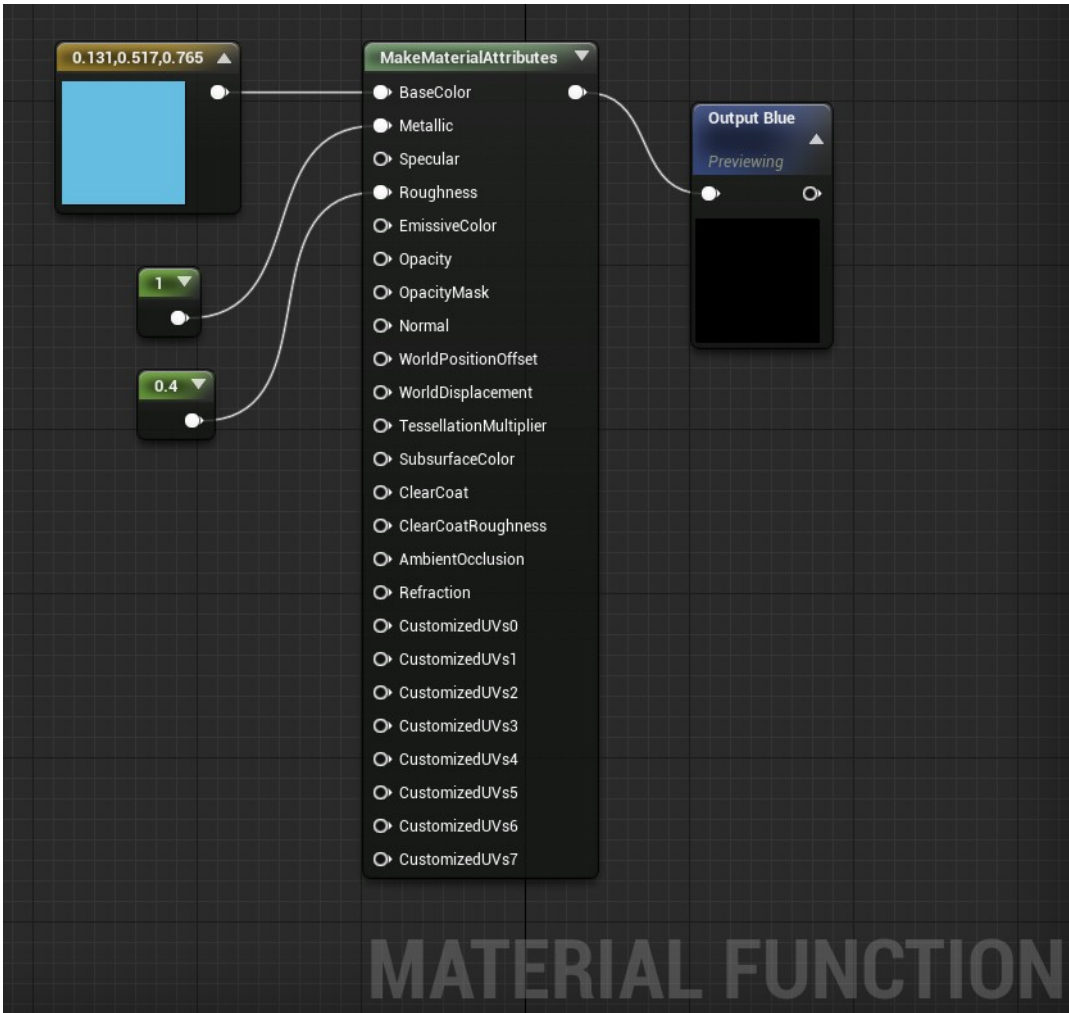 0.131,0.517,0.765
1
0.4
MakeMaterialAttributes
BaseColor
Metallic
Specular
Roughness
EmissiveColor
Opacity
OpacityMask
Normal
WorldPositionOffset
WorldDisplacement
TessellationMultiplier
SubsurfaceColor
ClearCoat
ClearCoatRoughness
AmbientOcclusion
Refraction
CustomizedUVs0
CustomizedUVs1
CustomizedUVs2
CustomizedUVs3
CustomizedUVs4
CustomizedUVs5
CustomizedUVs6
CustomizedUVs7
Output Blue
Previewing
MATERIAL FUNCTION